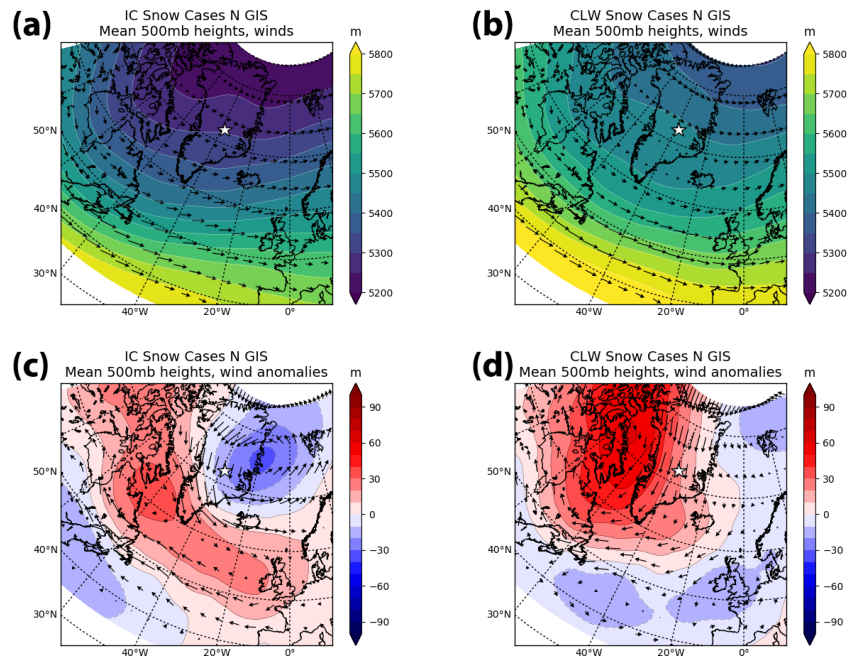 (a)
IC Snow Cases N GIS
Mean 500mb heights, winds
m
5800
5700
5600
5500
5400
5300
5200
50°N
40°N
30°N
40°W
20°W
0°
(b)
CLW Snow Cases N GIS
Mean 500mb heights, winds
m
5800
5700
5600
5500
5400
5300
5200
50°N
40°N
30°N
40°W
20°W
0°
(c)
IC Snow Cases N GIS
Mean 500mb heights, wind anomalies
m
90
60
30
0
−30
−60
−90
50°N
40°N
30°N
40°W
20°W
0°
(d)
CLW Snow Cases N GIS
Mean 500mb heights, wind anomalies
m
90
60
30
0
−30
−60
−90
50°N
40°N
30°N
40°W
20°W
0°